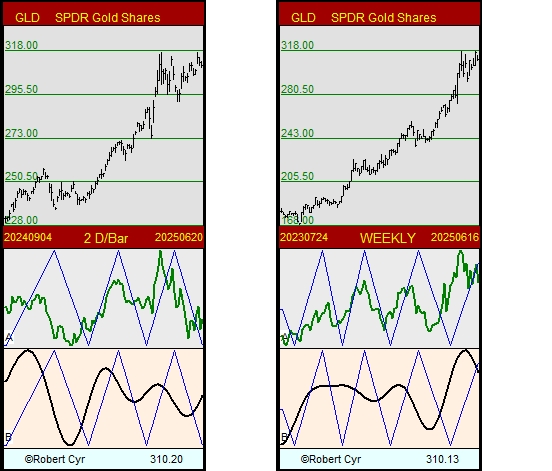 GLD SPDR Gold Shares
318.00
295.50
273.00
250.50
228.00
20240904 2 D/Bar 20250620
A
B
©Robert Cyr 310.20
GLD SPDR Gold Shares
318.00
280.50
243.00
205.50
168.00
20230724 WEEKLY 20250616
A
B
©Robert Cyr 310.13